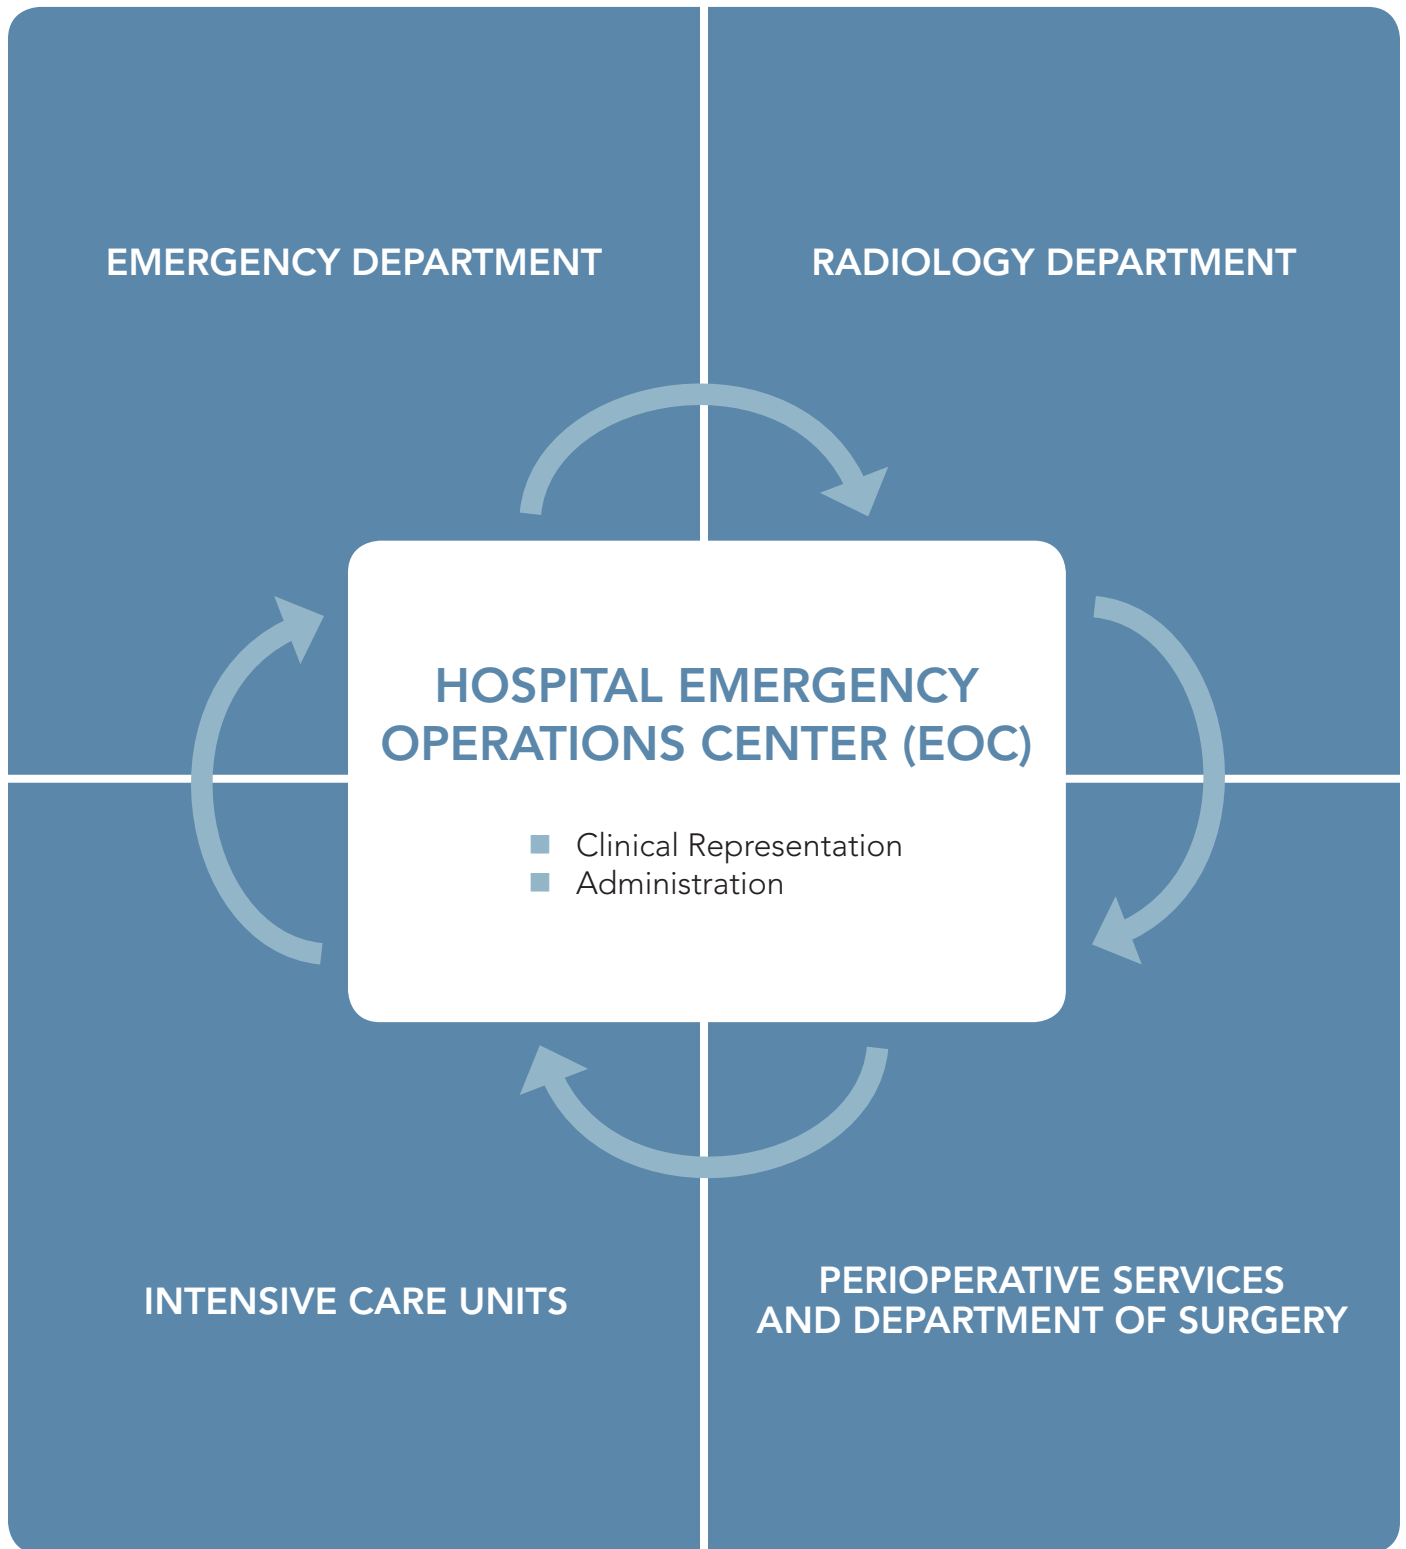 EMERGENCY DEPARTMENT
RADIOLOGY DEPARTMENT
HOSPITAL EMERGENCY
OPERATIONS CENTER (EOC)
Clinical Representation
Administration
INTENSIVE CARE UNITS
PERIOPERATIVE SERVICES
AND DEPARTMENT OF SURGERY